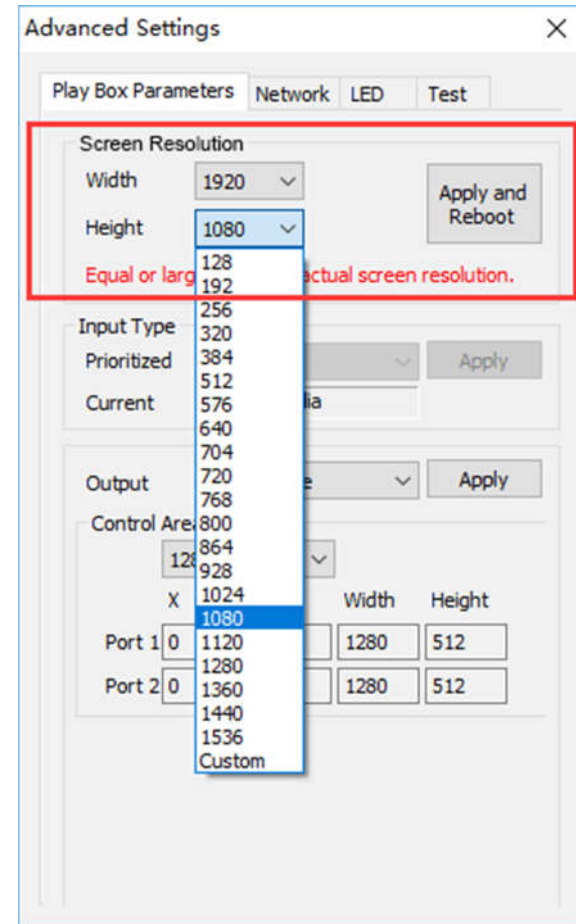 Advanced Settings
Play Box Parameters Network LED Test
Screen Resolution
Width 1920
Apply and Reboot
Height 1080
Equal or larg actual screen resolution.
128
192
256
320
384
512
576
640
704
720
768
800
864
928
1024
1080
1120
1280
1360
1440
1536
Custom
Input Type
Prioritized Apply
Current
Output Apply
Control Area
X Width Height
Port 1 0 1280 512
Port 2 0 1280 512